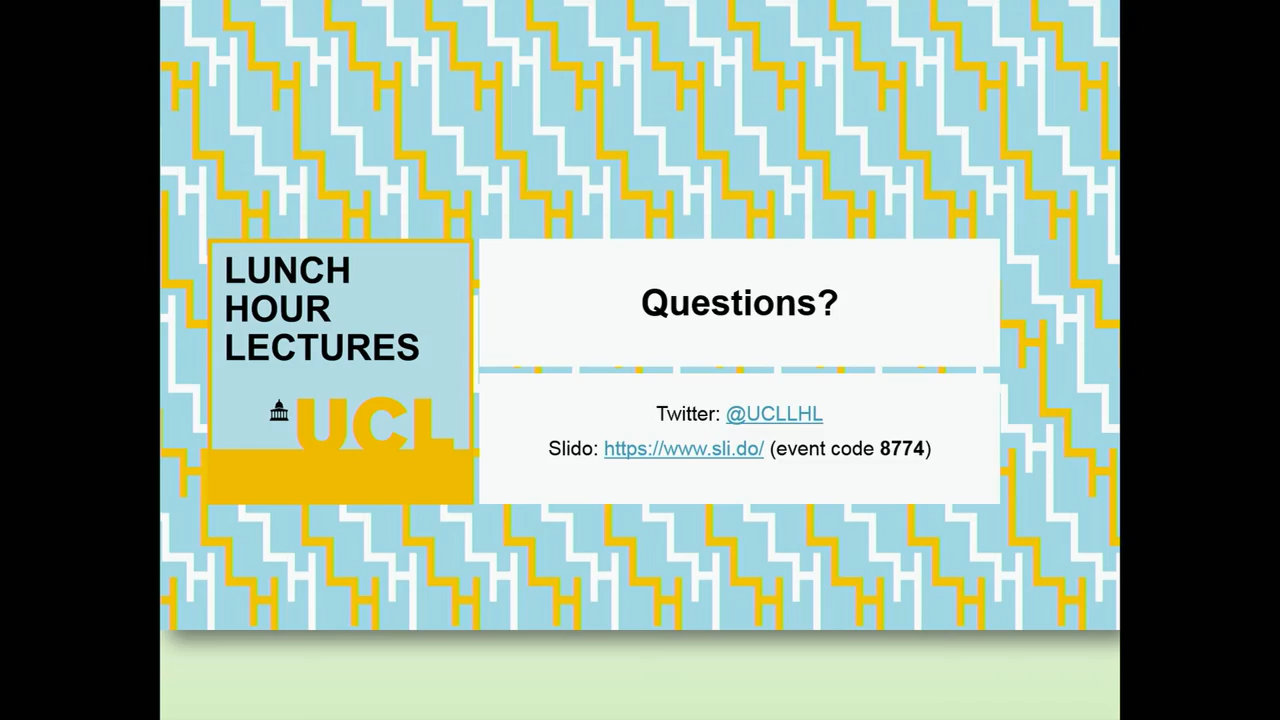 LUNCH
HOUR
LECTURES
UCL
Questions?
Twitter: @UCLLHL
Slido: https://www.sli.do/ (event code 8774)